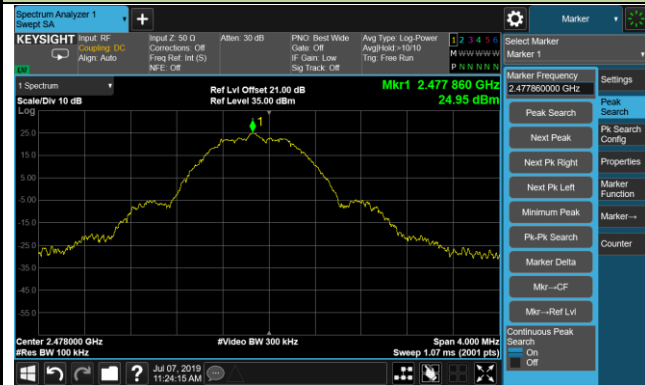 Spectrum Analyzer 1
Swept SA
Marker
KEYSIGHT
Input: RF
Coupling: DC
Align: Auto
Input Z: 50 Ω
Corrections: Off
Freq Ref: Int (S)
NFE: Off
Atten: 30 dB
PNO: Best Wide
Gate: Off
IF Gain: Low
Sig Track: Off
Avg Type: Log-Power
Avg|Hold:>10/10
Trig: Free Run
1 2 3 4 5 6
M W W W W W
P N N N N N
Select Marker
Marker 1
1 Spectrum
Scale/Div 10 dB
Log
Ref Lvl Offset 21.00 dB
Ref Level 35.00 dBm
Mkr1 2.477 860 GHz
24.95 dBm
Marker Frequency
2.477860000 GHz
Peak Search
Next Peak
Next Pk Right
Next Pk Left
Minimum Peak
Pk-Pk Search
Marker Delta
Mkr→CF
Mkr→Ref Lvl
Continuous Peak
Search
On
Off
Settings
Peak
Search
Pk Search
Config
Properties
Marker
Function
Marker→
Counter
1
25.0
15.0
5.00
-5.00
-15.0
-25.0
-35.0
-45.0
-55.0
Center 2.478000 GHz
#Res BW 100 kHz
#Video BW 300 kHz
Span 4.000 MHz
Sweep 1.07 ms (2001 pts)
?
Jul 07, 2019
11:24:15 AM